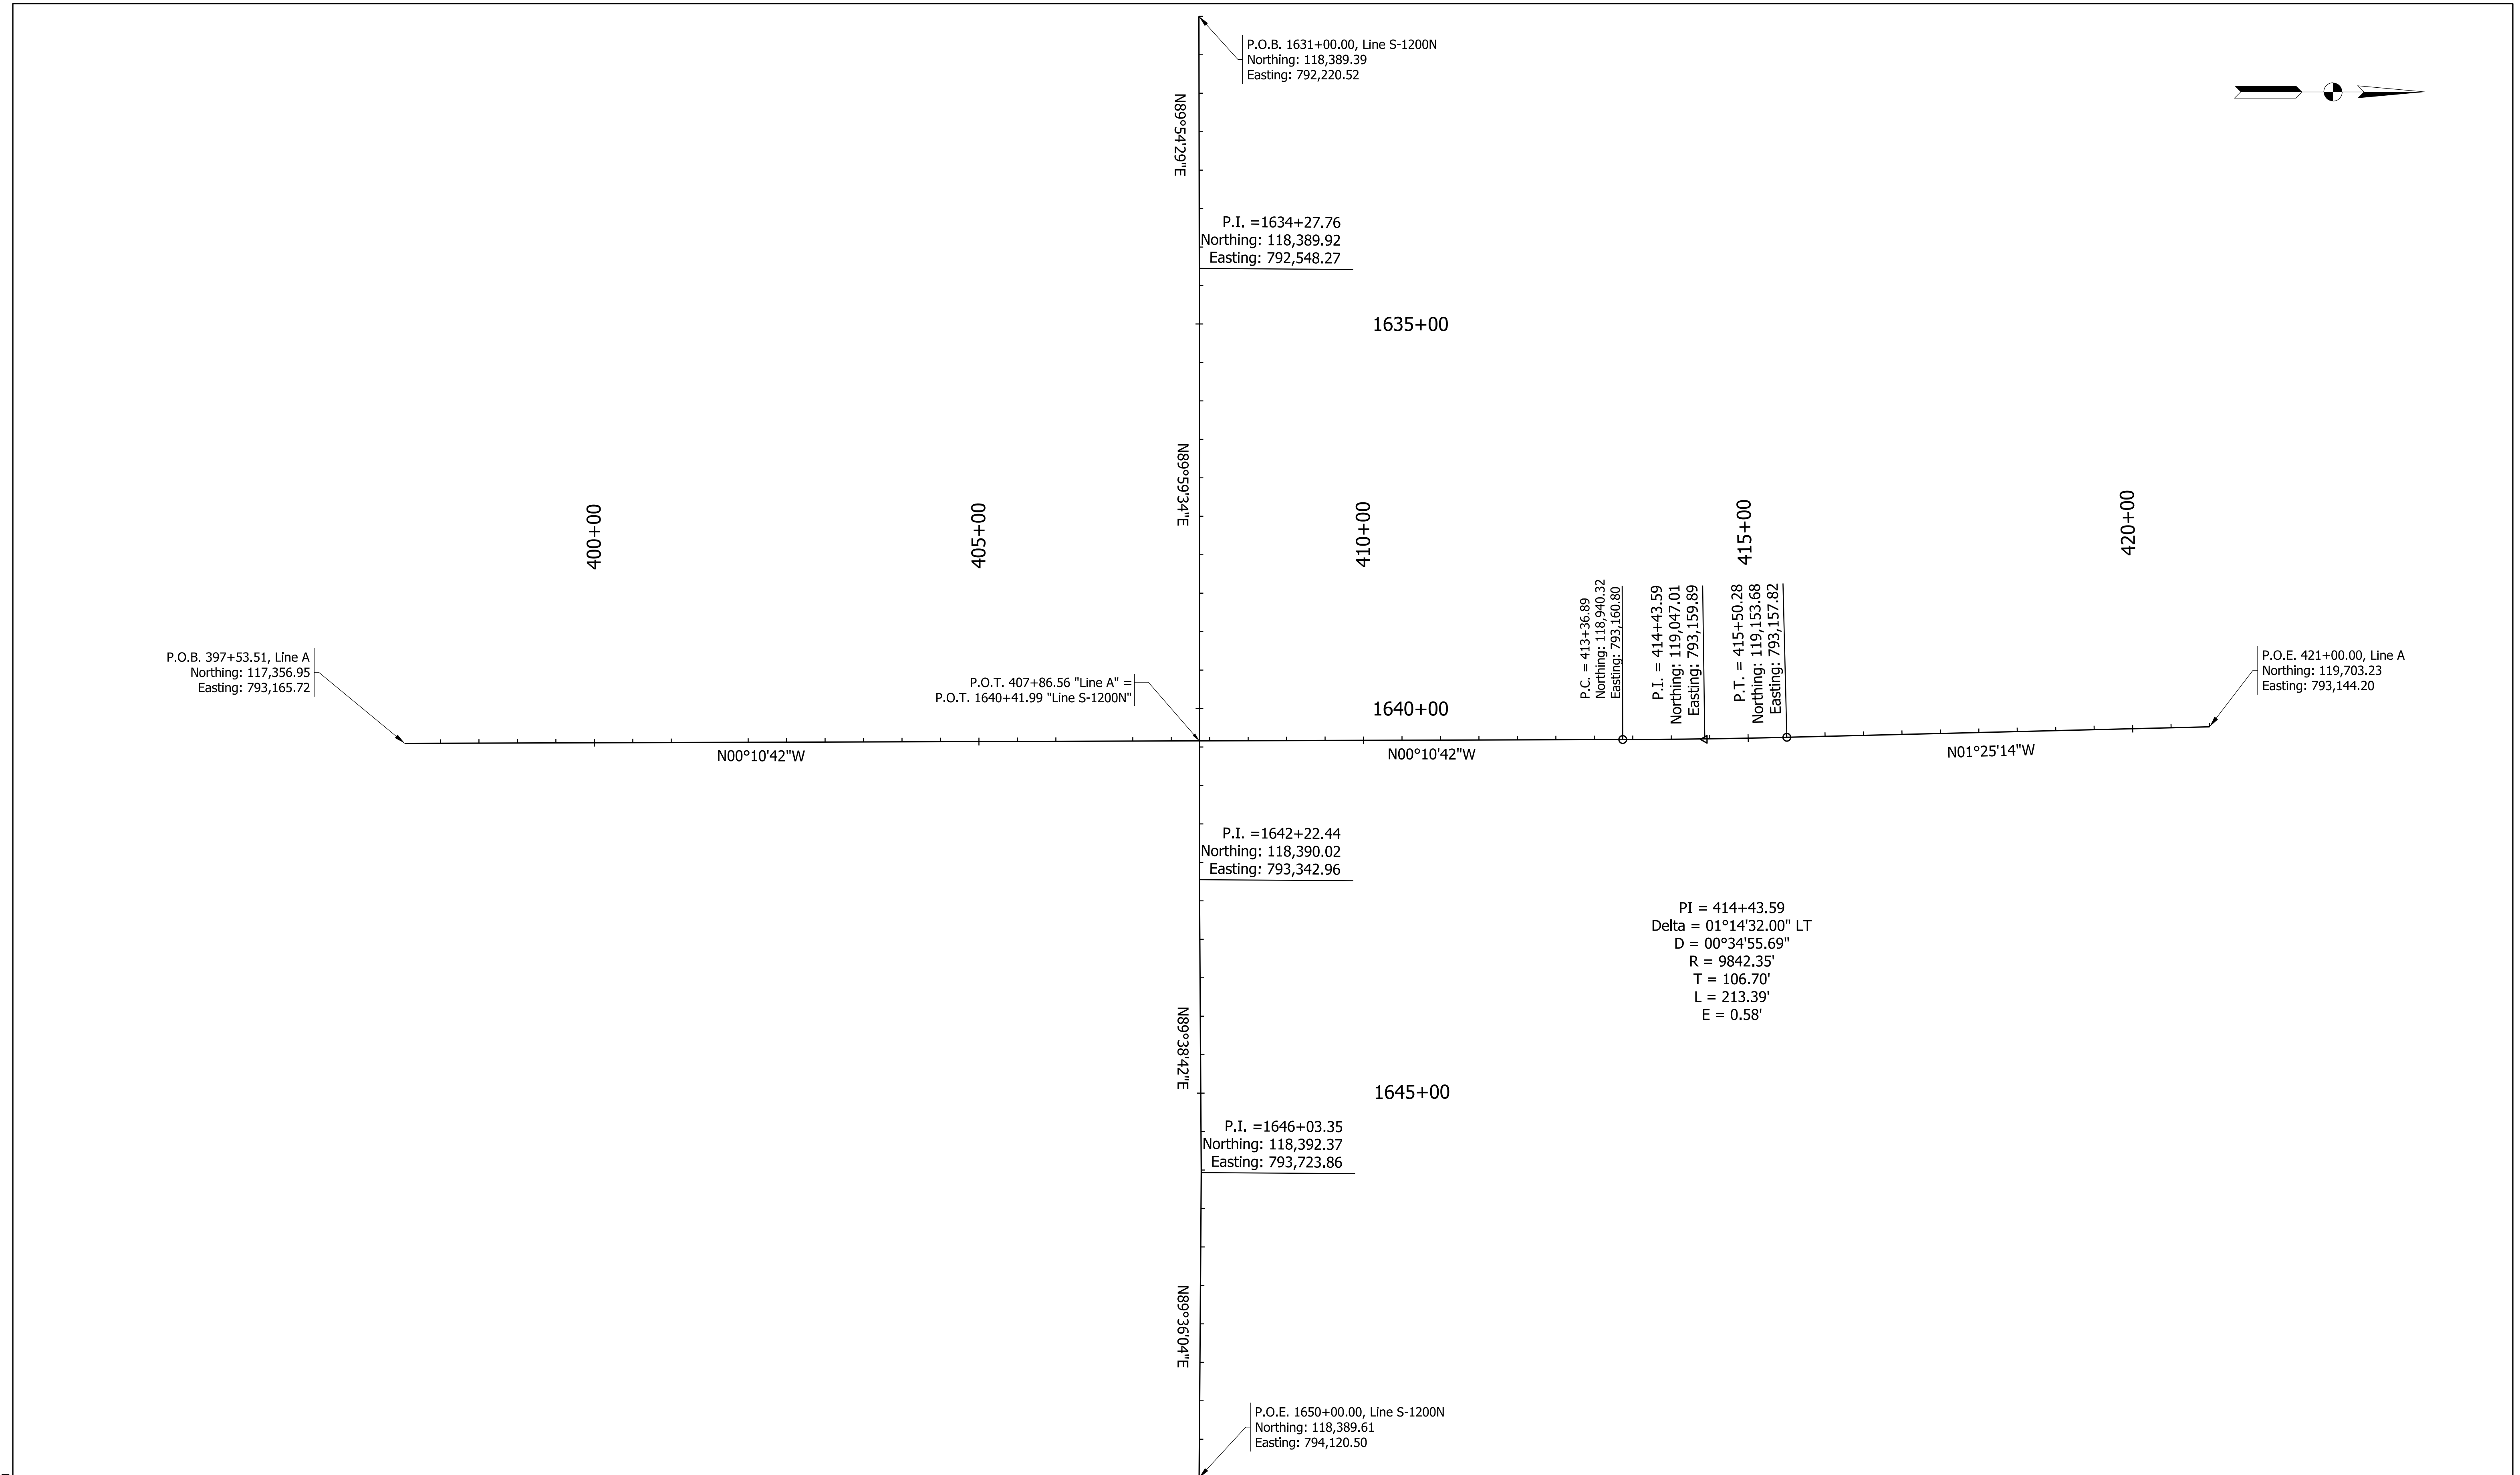 P.O.B. 1631+00.00, Line S-1200N
Northing: 118,389.39
Easting: 792,220.52
N89°54'29"E
P.I. =1634+27.76
Northing: 118,389.92
Easting: 792,548.27
1635+00
N89°59'34"E
400+00
405+00
410+00
415+00
420+00
P.O.B. 397+53.51, Line A
Northing: 117,356.95
Easting: 793,165.72
P.O.T. 407+86.56 "Line A" =
P.O.T. 1640+41.99 "Line S-1200N"
1640+00
P.C. = 413+36.89
Northing: 118,940.32
Easting: 793,160.80
P.I. = 414+43.59
Northing: 119,047.01
Easting: 793,159.89
P.T. = 415+50.28
Northing: 119,153.68
Easting: 793,157.82
P.O.E. 421+00.00, Line A
Northing: 119,703.23
Easting: 793,144.20
N00°10'42"W
N00°10'42"W
N01°25'14"W
P.I. =1642+22.44
Northing: 118,390.02
Easting: 793,342.96
PI = 414+43.59
Delta = 01°14'32.00" LT
D = 00°34'55.69"
R = 9842.35'
T = 106.70'
L = 213.39'
E = 0.58'
N89°38'42"E
1645+00
P.I. =1646+03.35
Northing: 118,392.37
Easting: 793,723.86
N89°36'04"E
P.O.E. 1650+00.00, Line S-1200N
Northing: 118,389.61
Easting: 794,120.50